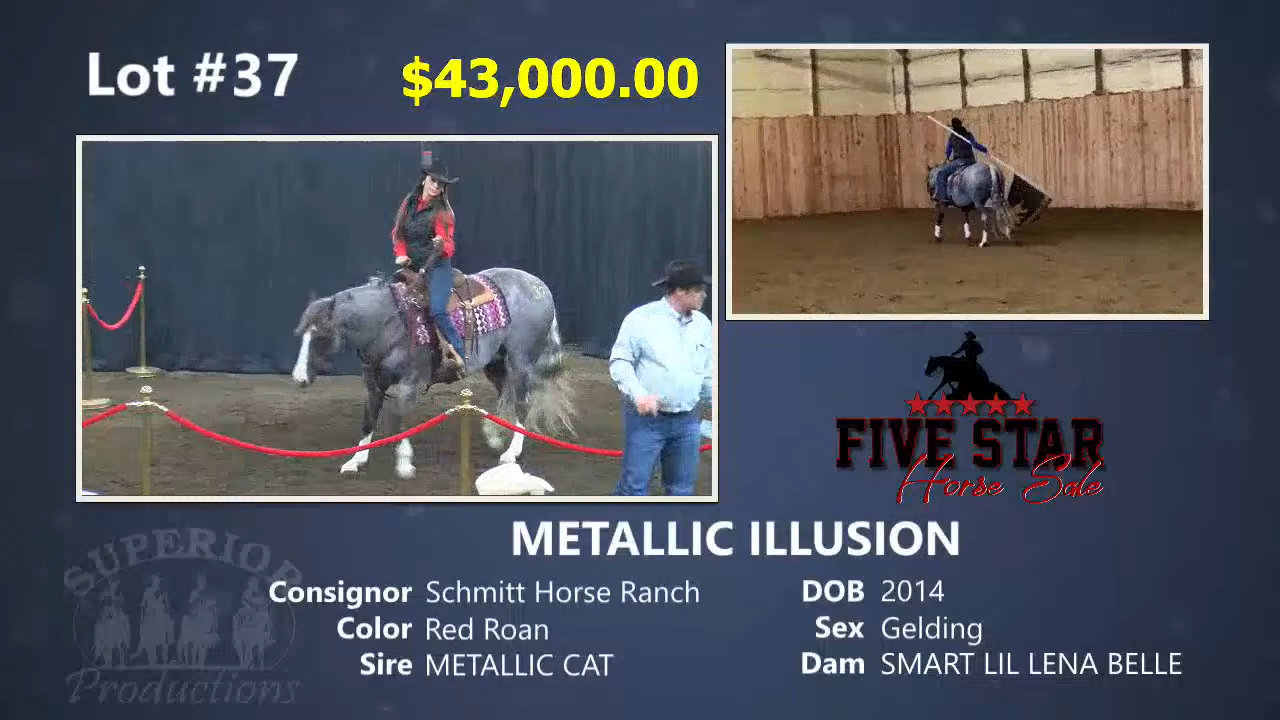 Lot #37
$43,000.00
37
FIVE STAR
Horse Sale
METALLIC ILLUSION
SUPERIOR
Productions
Consignor Schmitt Horse Ranch
Color Red Roan
Sire METALLIC CAT
DOB 2014
Sex Gelding
Dam SMART LIL LENA BELLE